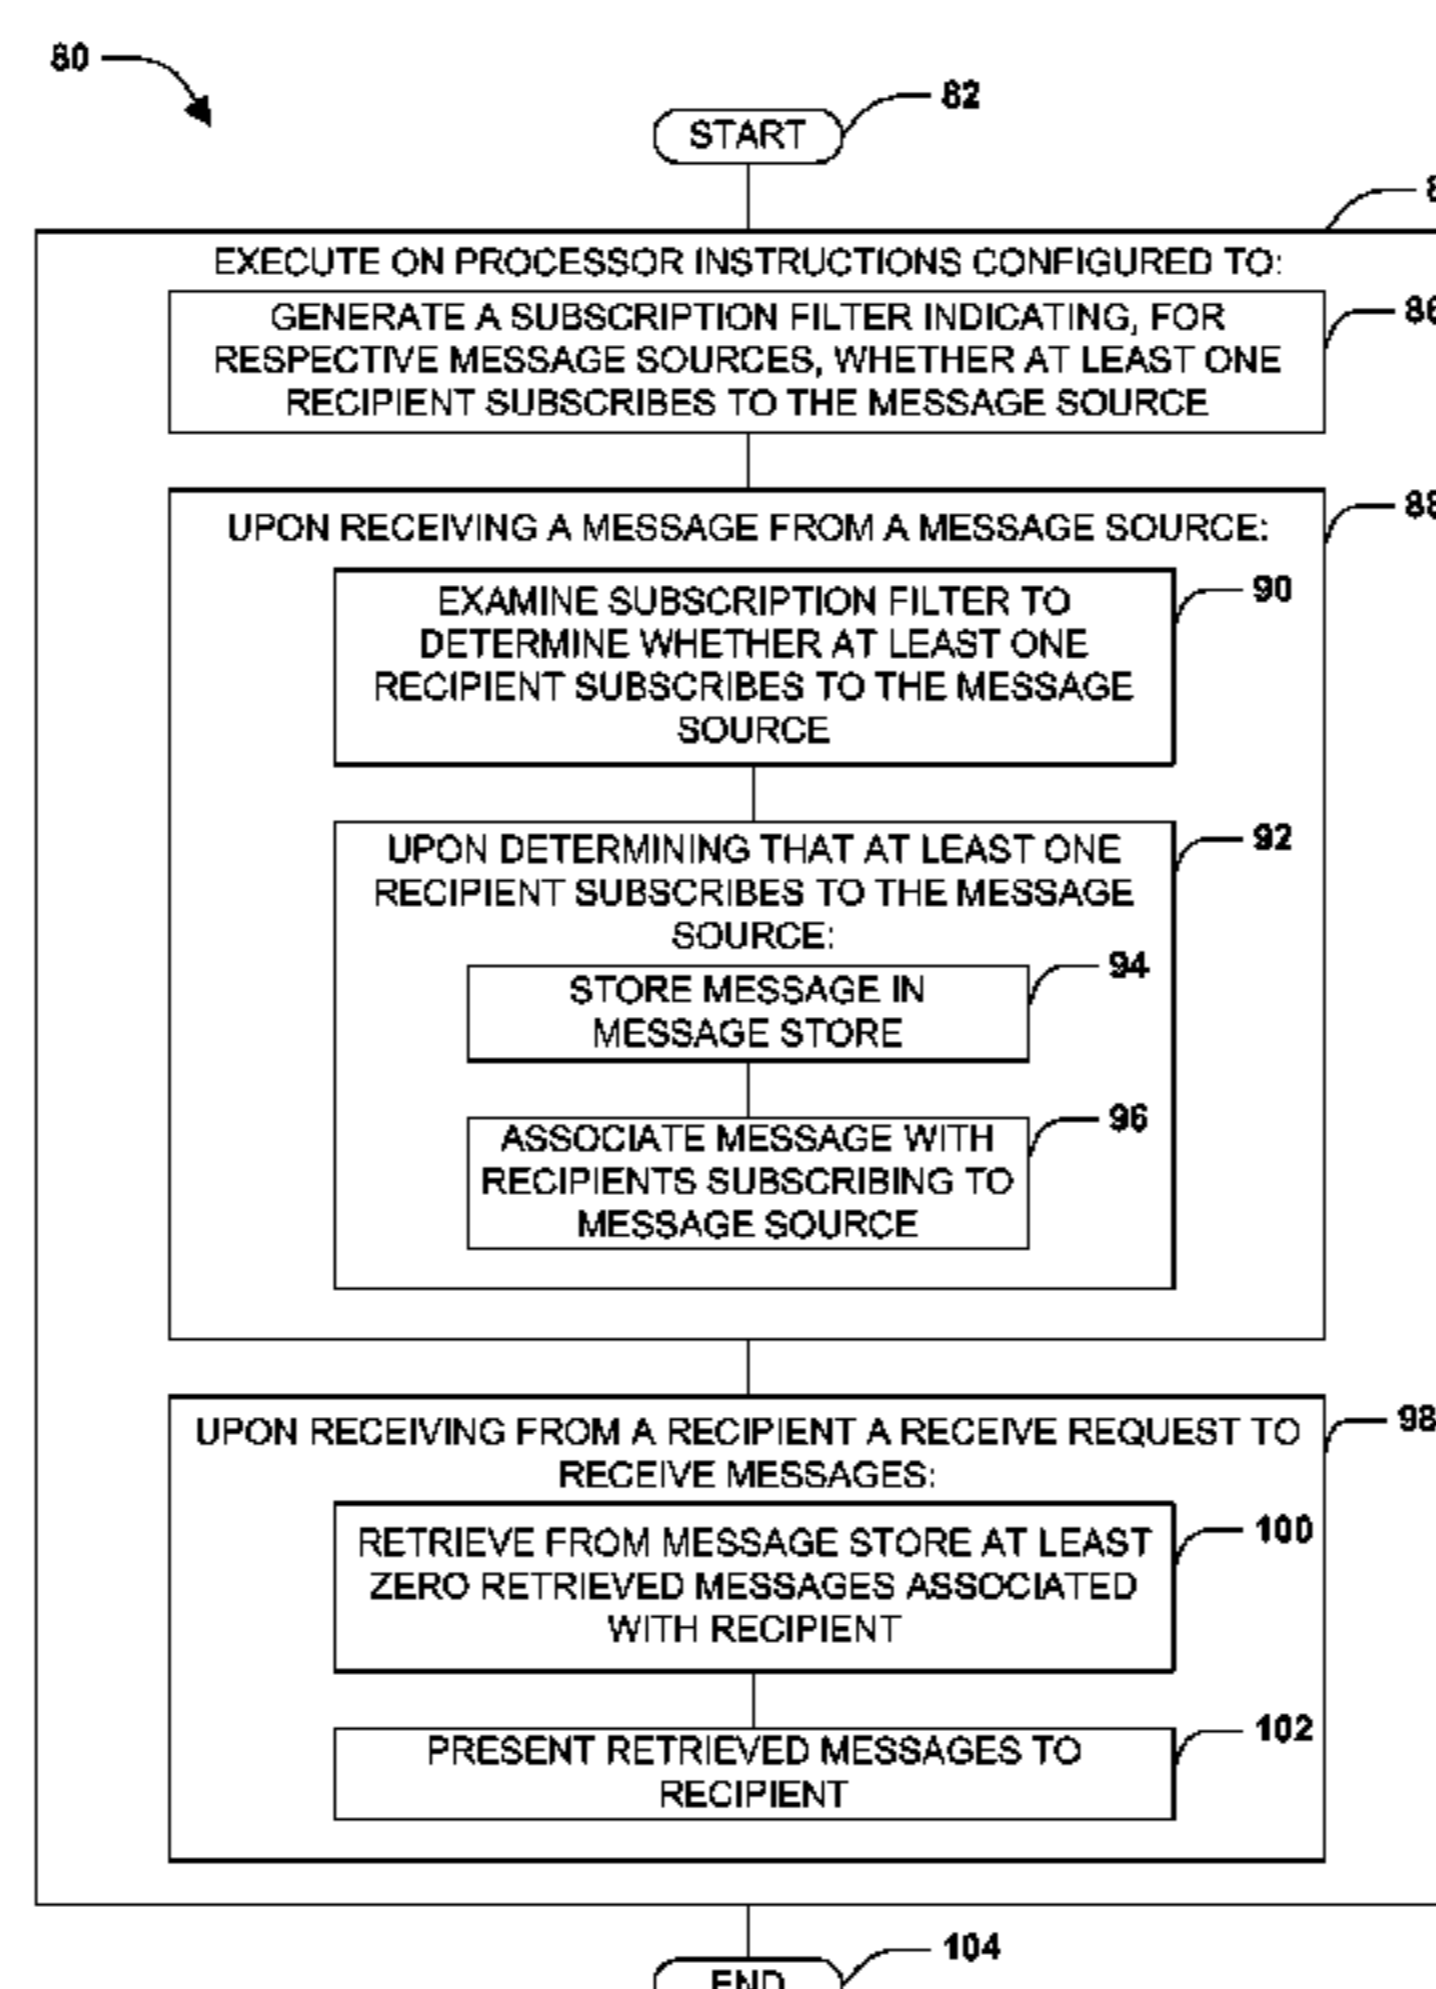 80
82
START
EXECUTE ON PROCESSOR INSTRUCTIONS CONFIGURED TO:
GENERATE A SUBSCRIPTION FILTER INDICATING, FOR
RESPECTIVE MESSAGE SOURCES, WHETHER AT LEAST ONE
RECIPIENT SUBSCRIBES TO THE MESSAGE SOURCE
86
UPON RECEIVING A MESSAGE FROM A MESSAGE SOURCE:
88
EXAMINE SUBSCRIPTION FILTER TO
DETERMINE WHETHER AT LEAST ONE
RECIPIENT SUBSCRIBES TO THE MESSAGE
SOURCE
90
UPON DETERMINING THAT AT LEAST ONE
RECIPIENT SUBSCRIBES TO THE MESSAGE
SOURCE:
92
STORE MESSAGE IN
MESSAGE STORE
94
ASSOCIATE MESSAGE WITH
RECIPIENTS SUBSCRIBING TO
MESSAGE SOURCE
96
UPON RECEIVING FROM A RECIPIENT A RECEIVE REQUEST TO
RECEIVE MESSAGES:
98
RETRIEVE FROM MESSAGE STORE AT LEAST
ZERO RETRIEVED MESSAGES ASSOCIATED
WITH RECIPIENT
100
PRESENT RETRIEVED MESSAGES TO
RECIPIENT
102
104
END